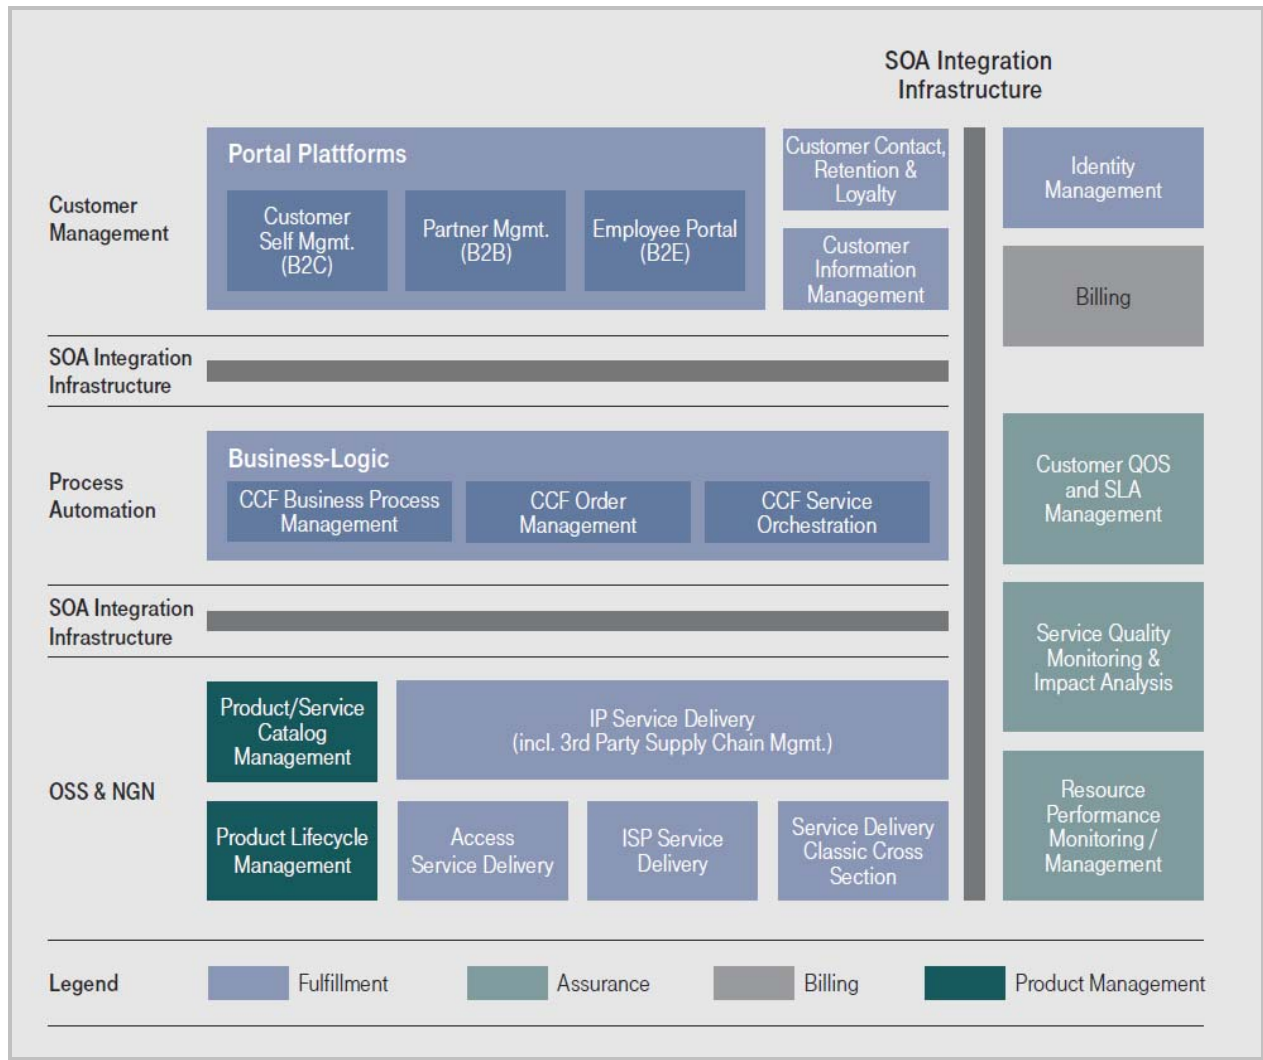 SOA Integration
Infrastructure
Customer
Management
Portal Plattforms
Customer
Self Mgmt.
(B2C)
Partner Mgmt.
(B2B)
Employee Portal
(B2E)
Customer Contact,
Retention &
Loyalty
Customer
Information
Management
Identity
Management
Billing
SOA Integration
Infrastructure
Process
Automation
Business-Logic
CCF Business Process
Management
CCF Order
Management
CCF Service
Orchestration
Customer QOS
and SLA
Management
SOA Integration
Infrastructure
Service Quality
Monitoring &
Impact Analysis
OSS & NGN
Product/Service
Catalog
Management
IP Service Delivery
(incl. 3rd Party Supply Chain Mgmt.)
Product Lifecycle
Management
Access
Service Delivery
ISP Service
Delivery
Service Delivery
Classic Cross
Section
Resource
Performance
Monitoring /
Management
Legend
Fulfillment
Assurance
Billing
Product Management